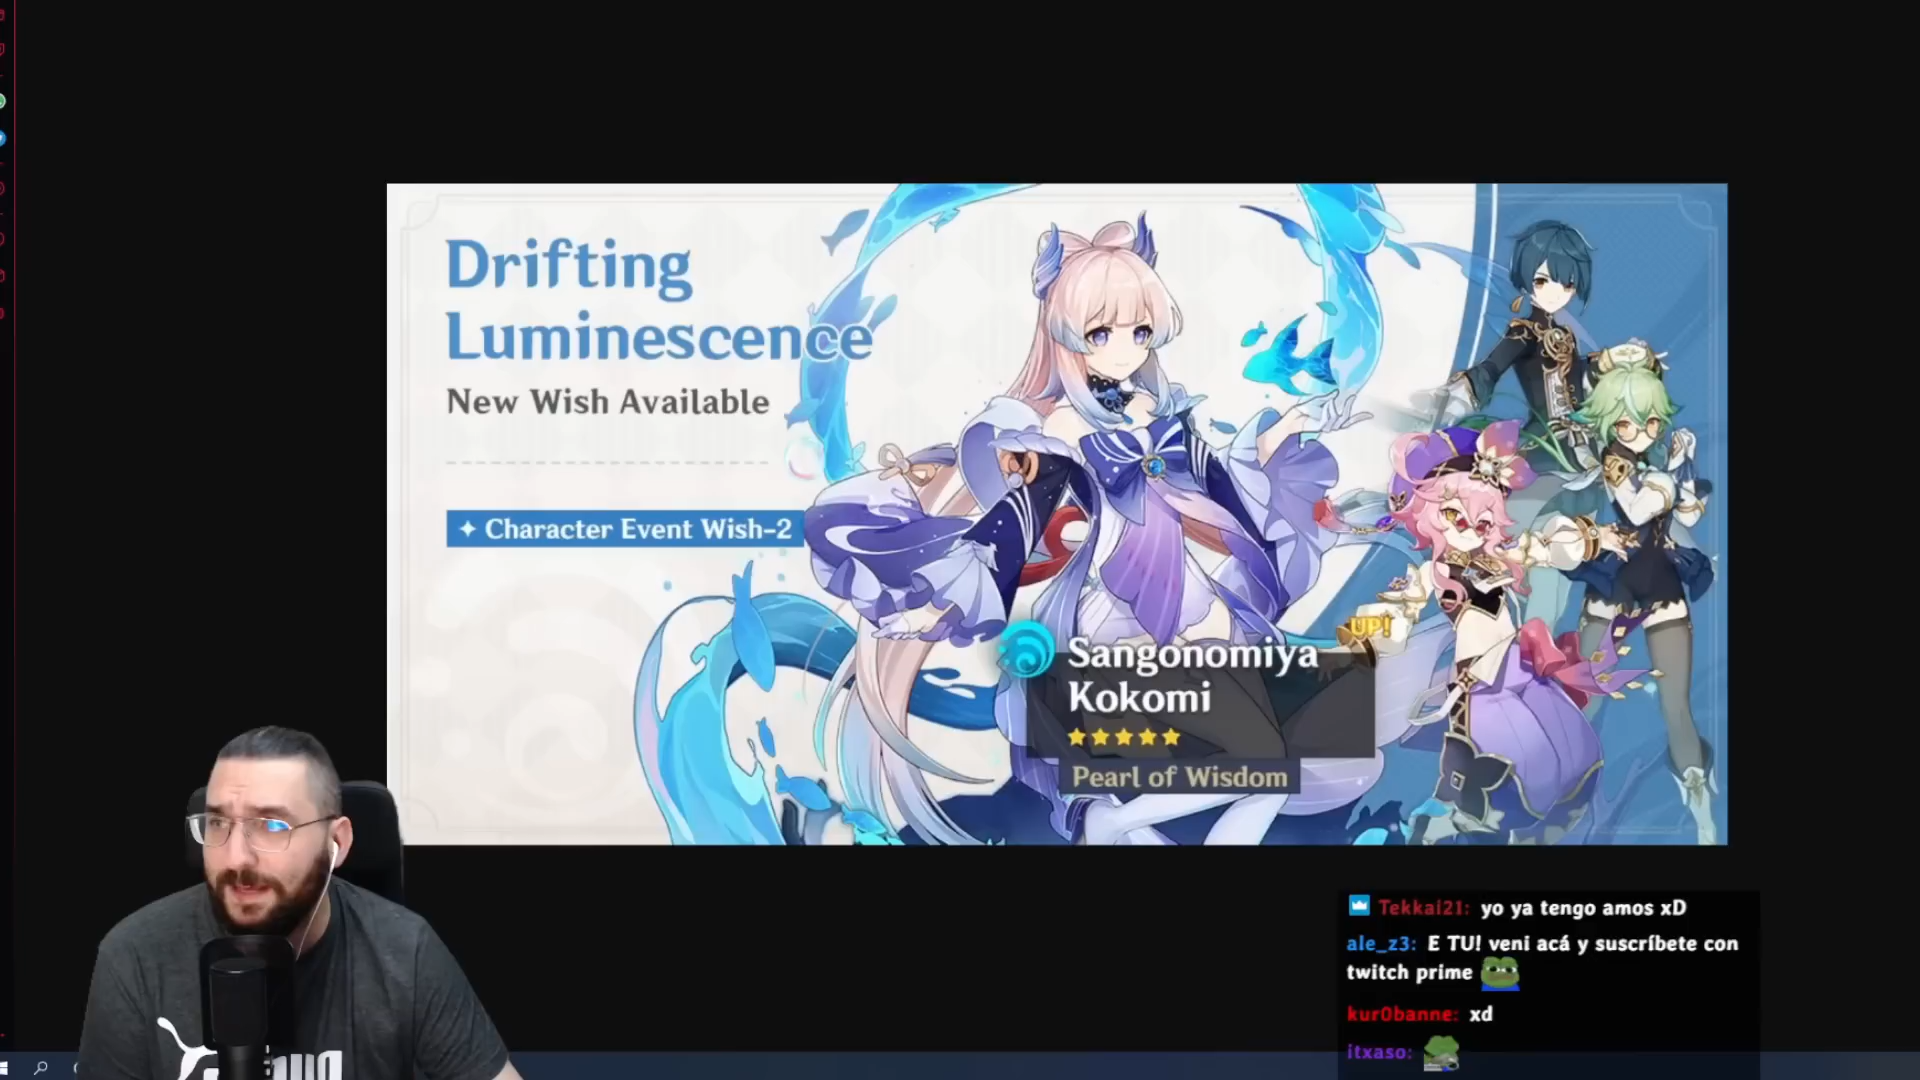 Drifting
Luminescence
New Wish Available
Character Event Wish-2
UP!
Sangonomiya
Kokomi
Pearl of Wisdom
Tekkai21: yo ya tengo amos xD
ale_z3: E TU! veni acá y suscríbete con
twitch prime
kur0banne: xd
itxaso: